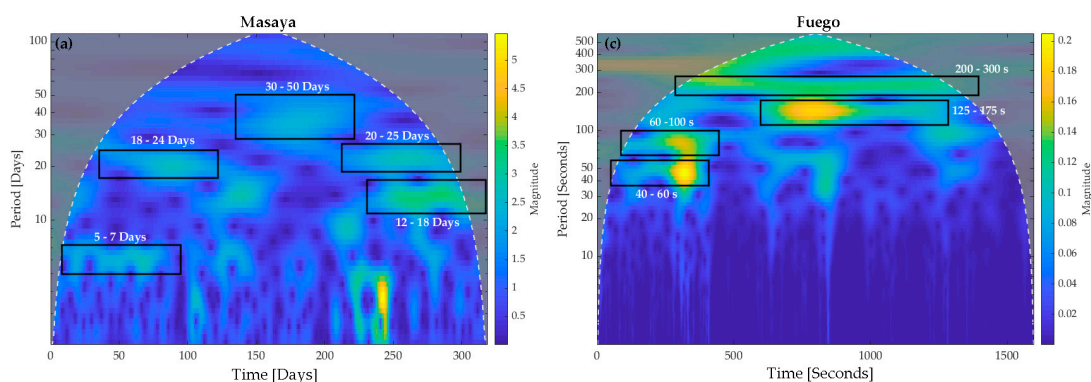 Masaya
(a)
100
40
30
20
10
Period [Days]
30 - 50 Days
18 - 24 Days
20 - 25 Days
12 - 18 Days
5 - 7 Days
0
50
100
150
200
250
300
Time [Days]
5
4.5
4
3.5
3
2.5
2
1.5
1
0.5
Magnitude
Fuego
(c)
500
400
300
200
100
50
40
30
20
10
Period [Seconds]
200 - 300 s
125 - 175 s
60 -100 s
40 - 60 s
0
500
1000
1500
Time [Seconds]
0.2
0.18
0.16
0.14
0.12
0.1
0.08
0.06
0.04
0.02
Magnitude